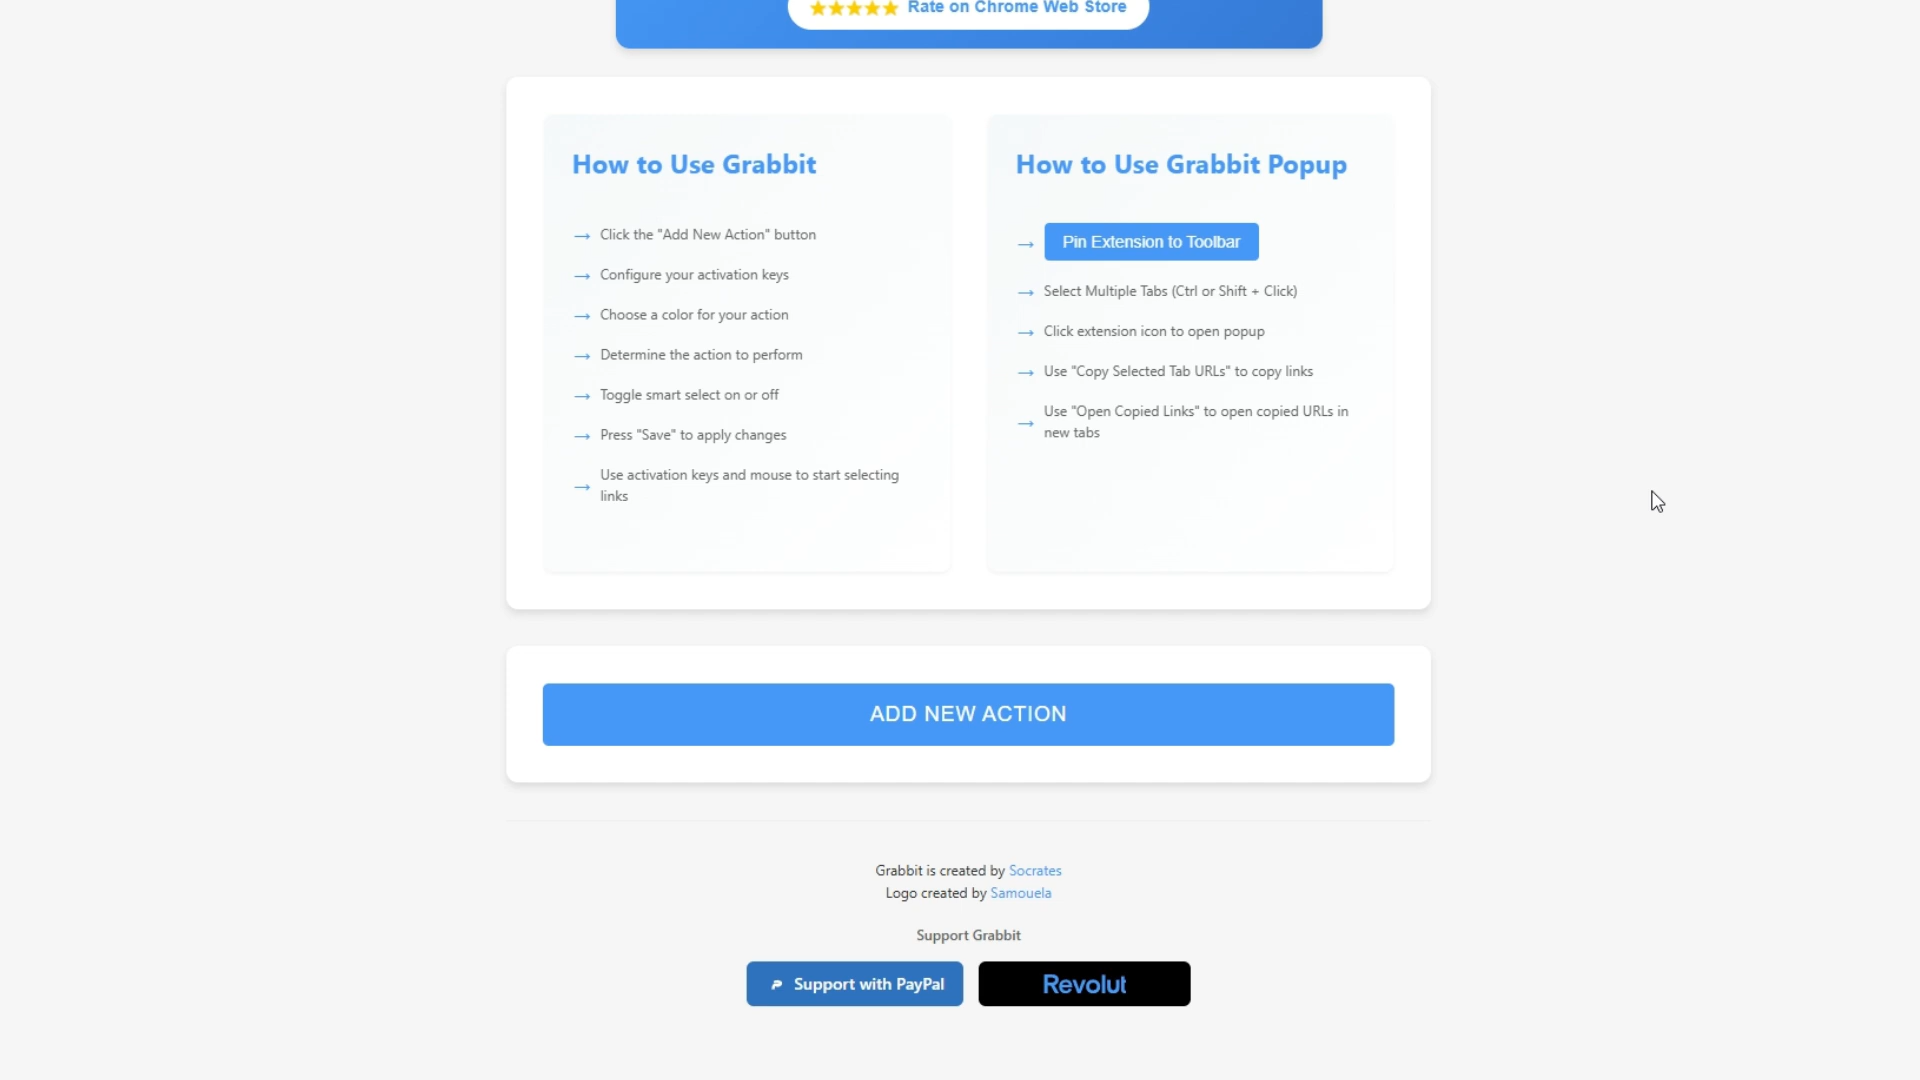 Rate on Chrome Web Store
How to Use Grabbit
→ Click the "Add New Action" button
→ Configure your activation keys
→ Choose a color for your action
→ Determine the action to perform
→ Toggle smart select on or off
→ Press "Save" to apply changes
→ Use activation keys and mouse to start selecting
links
How to Use Grabbit Popup
→ Pin Extension to Toolbar
→ Select Multiple Tabs (Ctrl or Shift + Click)
→ Click extension icon to open popup
→ Use "Copy Selected Tab URLs" to copy links
→ Use "Open Copied Links" to open copied URLs in
new tabs
ADD NEW ACTION
Grabbit is created by Socrates
Logo created by Samouela
Support Grabbit
Support with PayPal
Revolut